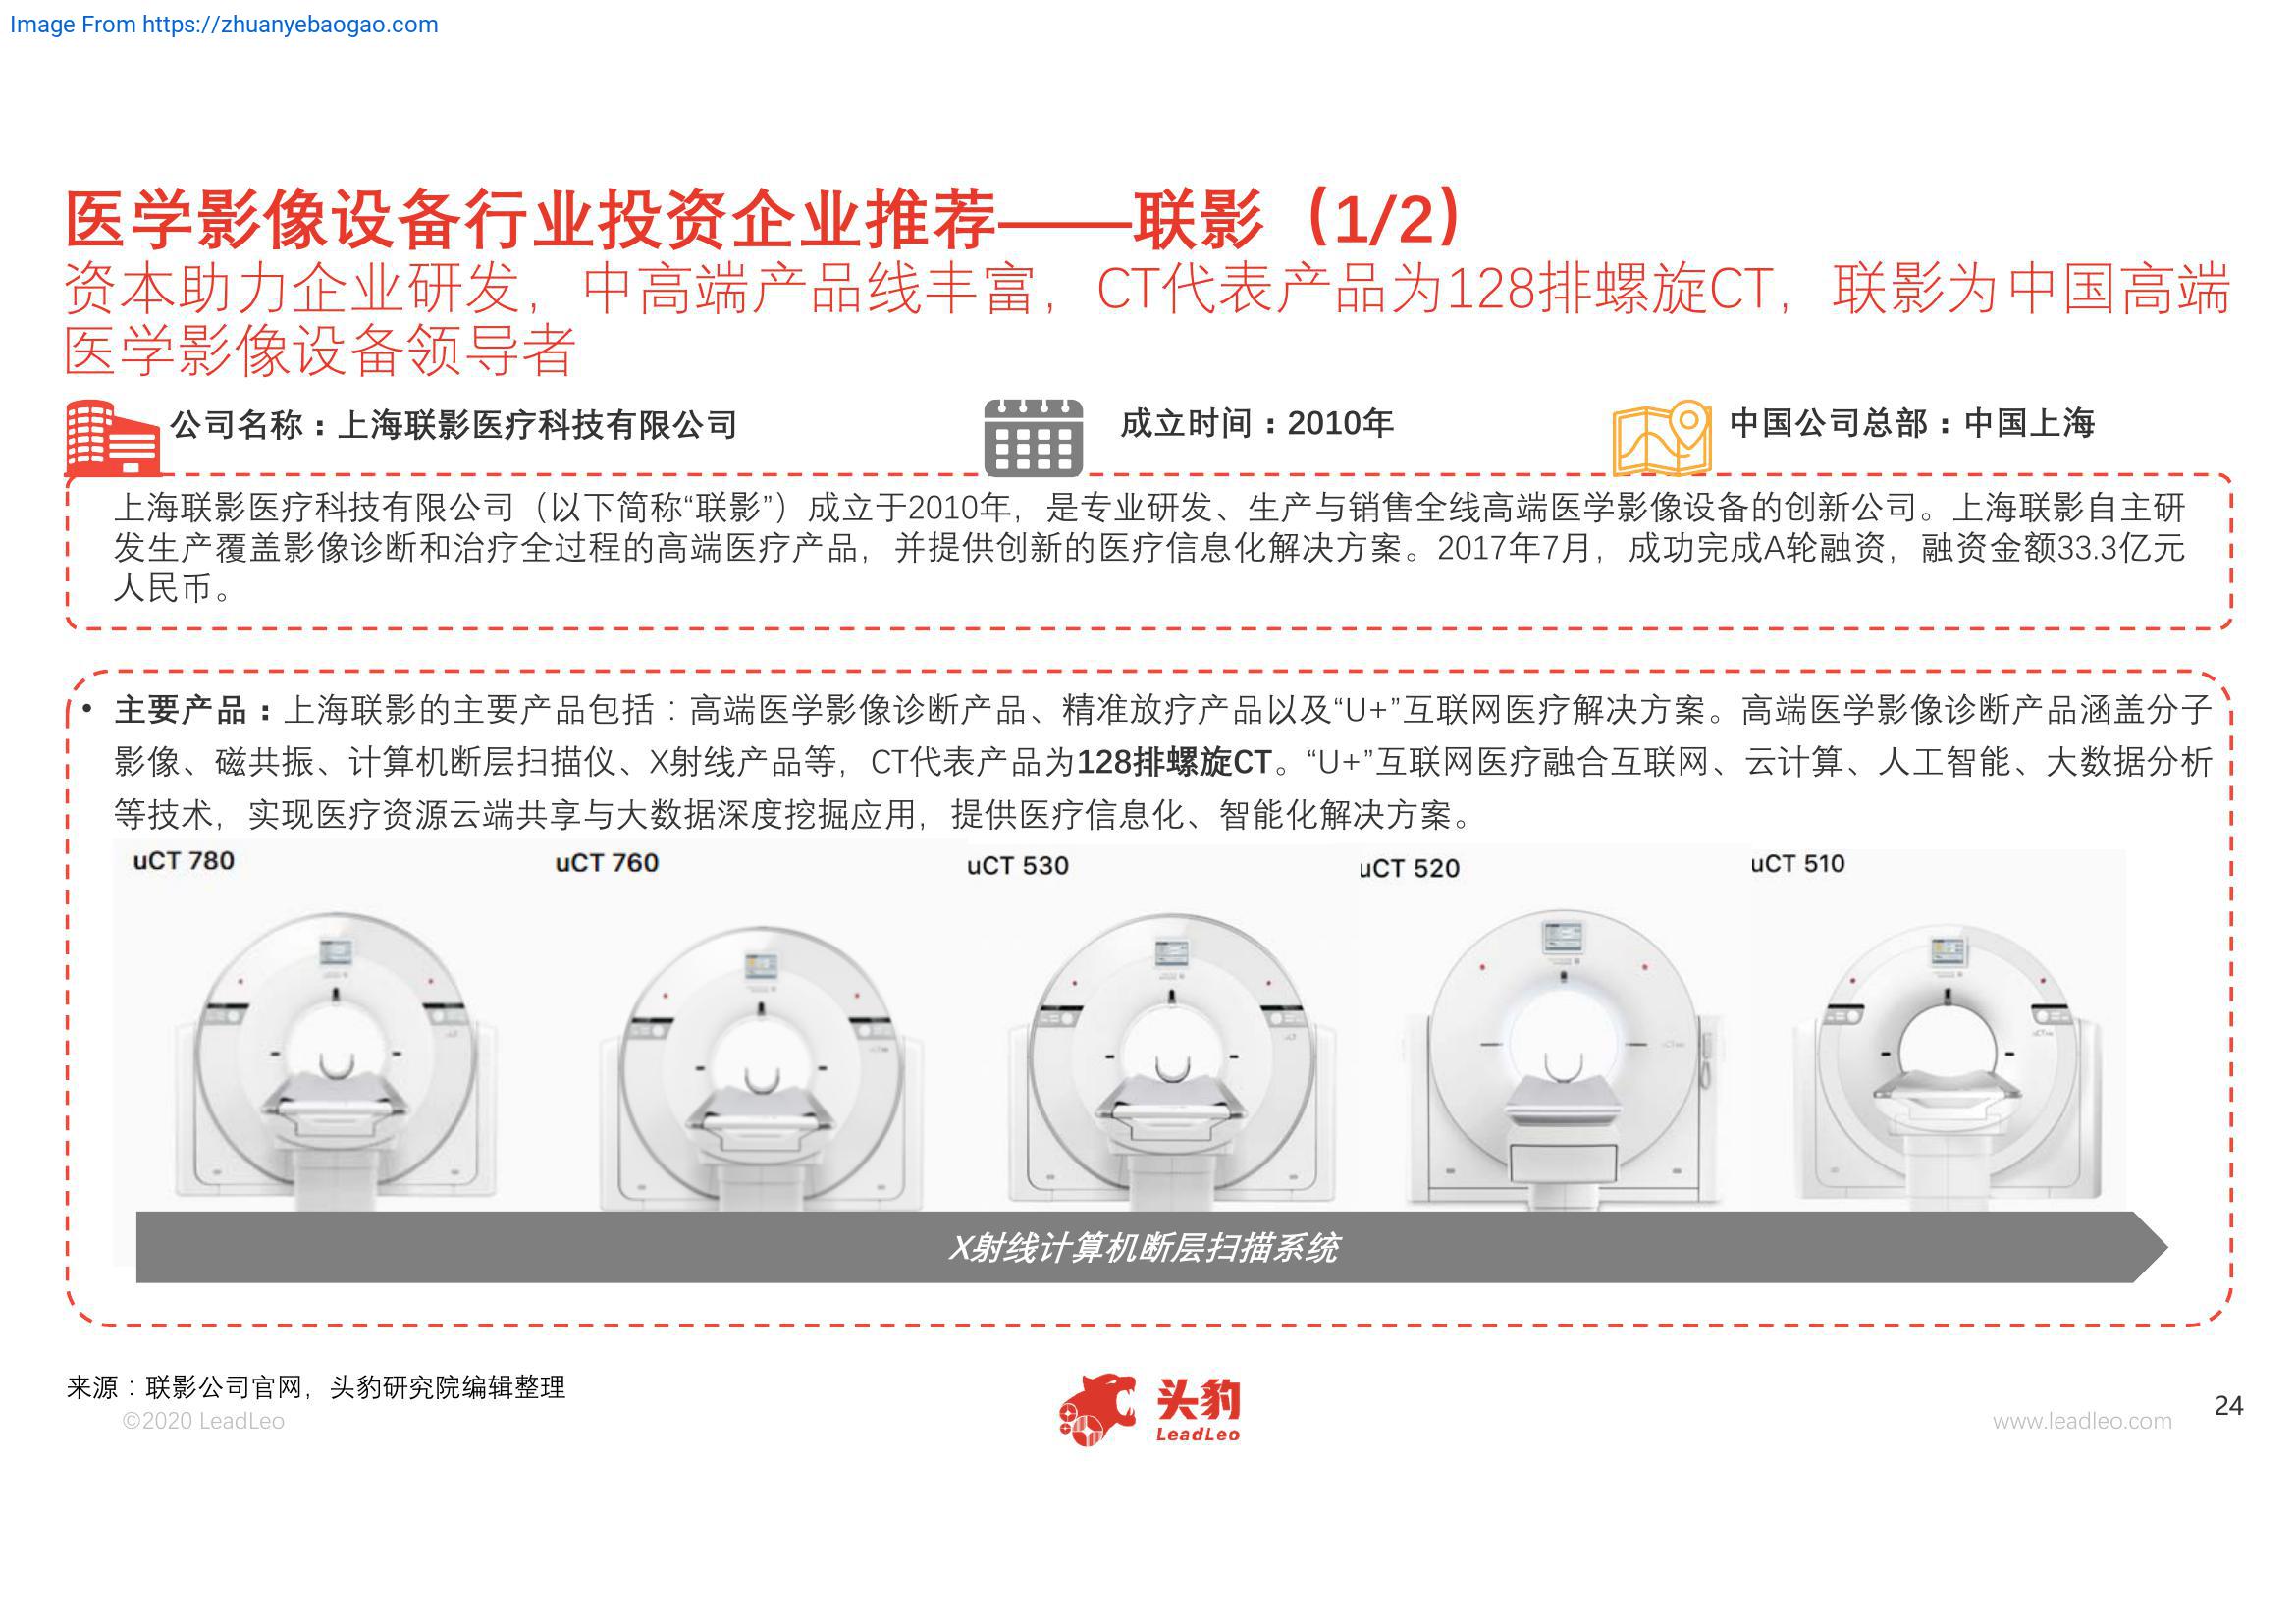 Image From https://zhuanyebaogao.com
医学影像设备行业投资企业推荐——联影（1/2）
资本助力企业研发，中高端产品线丰富，CT代表产品为128排螺旋CT，联影为中国高端
医学影像设备领导者
公司名称：上海联影医疗科技有限公司
成立时间：2010年
中国公司总部：中国上海
上海联影医疗科技有限公司（以下简称“联影”）成立于2010年，是专业研发、生产与销售全线高端医学影像设备的创新公司。上海联影自主研
发生产覆盖影像诊断和治疗全过程的高端医疗产品，并提供创新的医疗信息化解决方案。2017年7月，成功完成A轮融资，融资金额33.3亿元
人民币。
• 主要产品：上海联影的主要产品包括：高端医学影像诊断产品、精准放疗产品以及“U+”互联网医疗解决方案。高端医学影像诊断产品涵盖分子
影像、磁共振、计算机断层扫描仪、X射线产品等，CT代表产品为128排螺旋CT。“U+”互联网医疗融合互联网、云计算、人工智能、大数据分析
等技术，实现医疗资源云端共享与大数据深度挖掘应用，提供医疗信息化、智能化解决方案。
uCT 780
uCT 760
uCT 530
uCT 520
uCT 510
X射线计算机断层扫描系统
来源：联影公司官网，头豹研究院编辑整理
©2020 LeadLeo
头豹
LeadLeo
www.leadleo.com
24